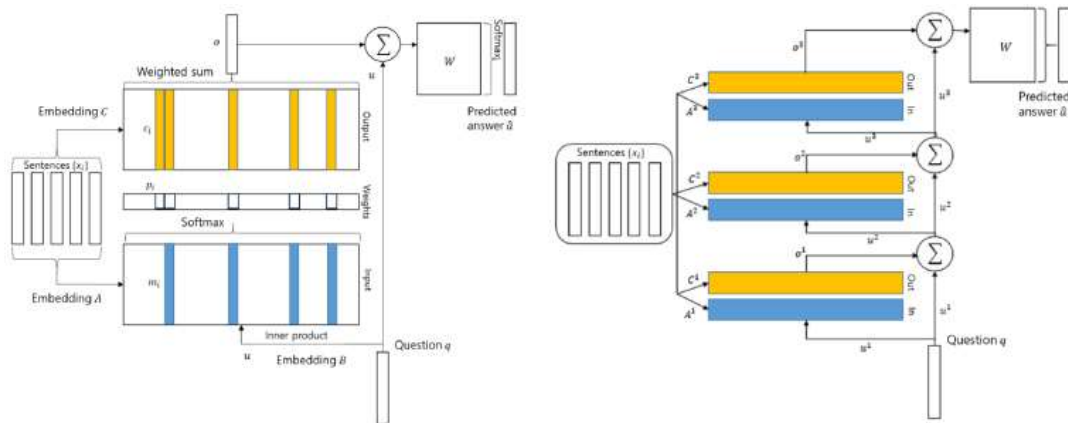 o
Σ
u
W
Softmax
Weighted sum
Predicted
answer â
Embedding C
c_i
Output
Sentences {x_i}
p_i
Weights
Softmax
m_i
Input
Embedding A
Inner product
u
Embedding B
Question q
o³
Σ
W
Predicted
answer â
C³
A³
Out
In
u³
u³
Sentences {x_i}
o²
Σ
C²
A²
Out
In
u²
u²
o¹
Σ
C¹
A¹
Out
In
u¹
u¹
Question q